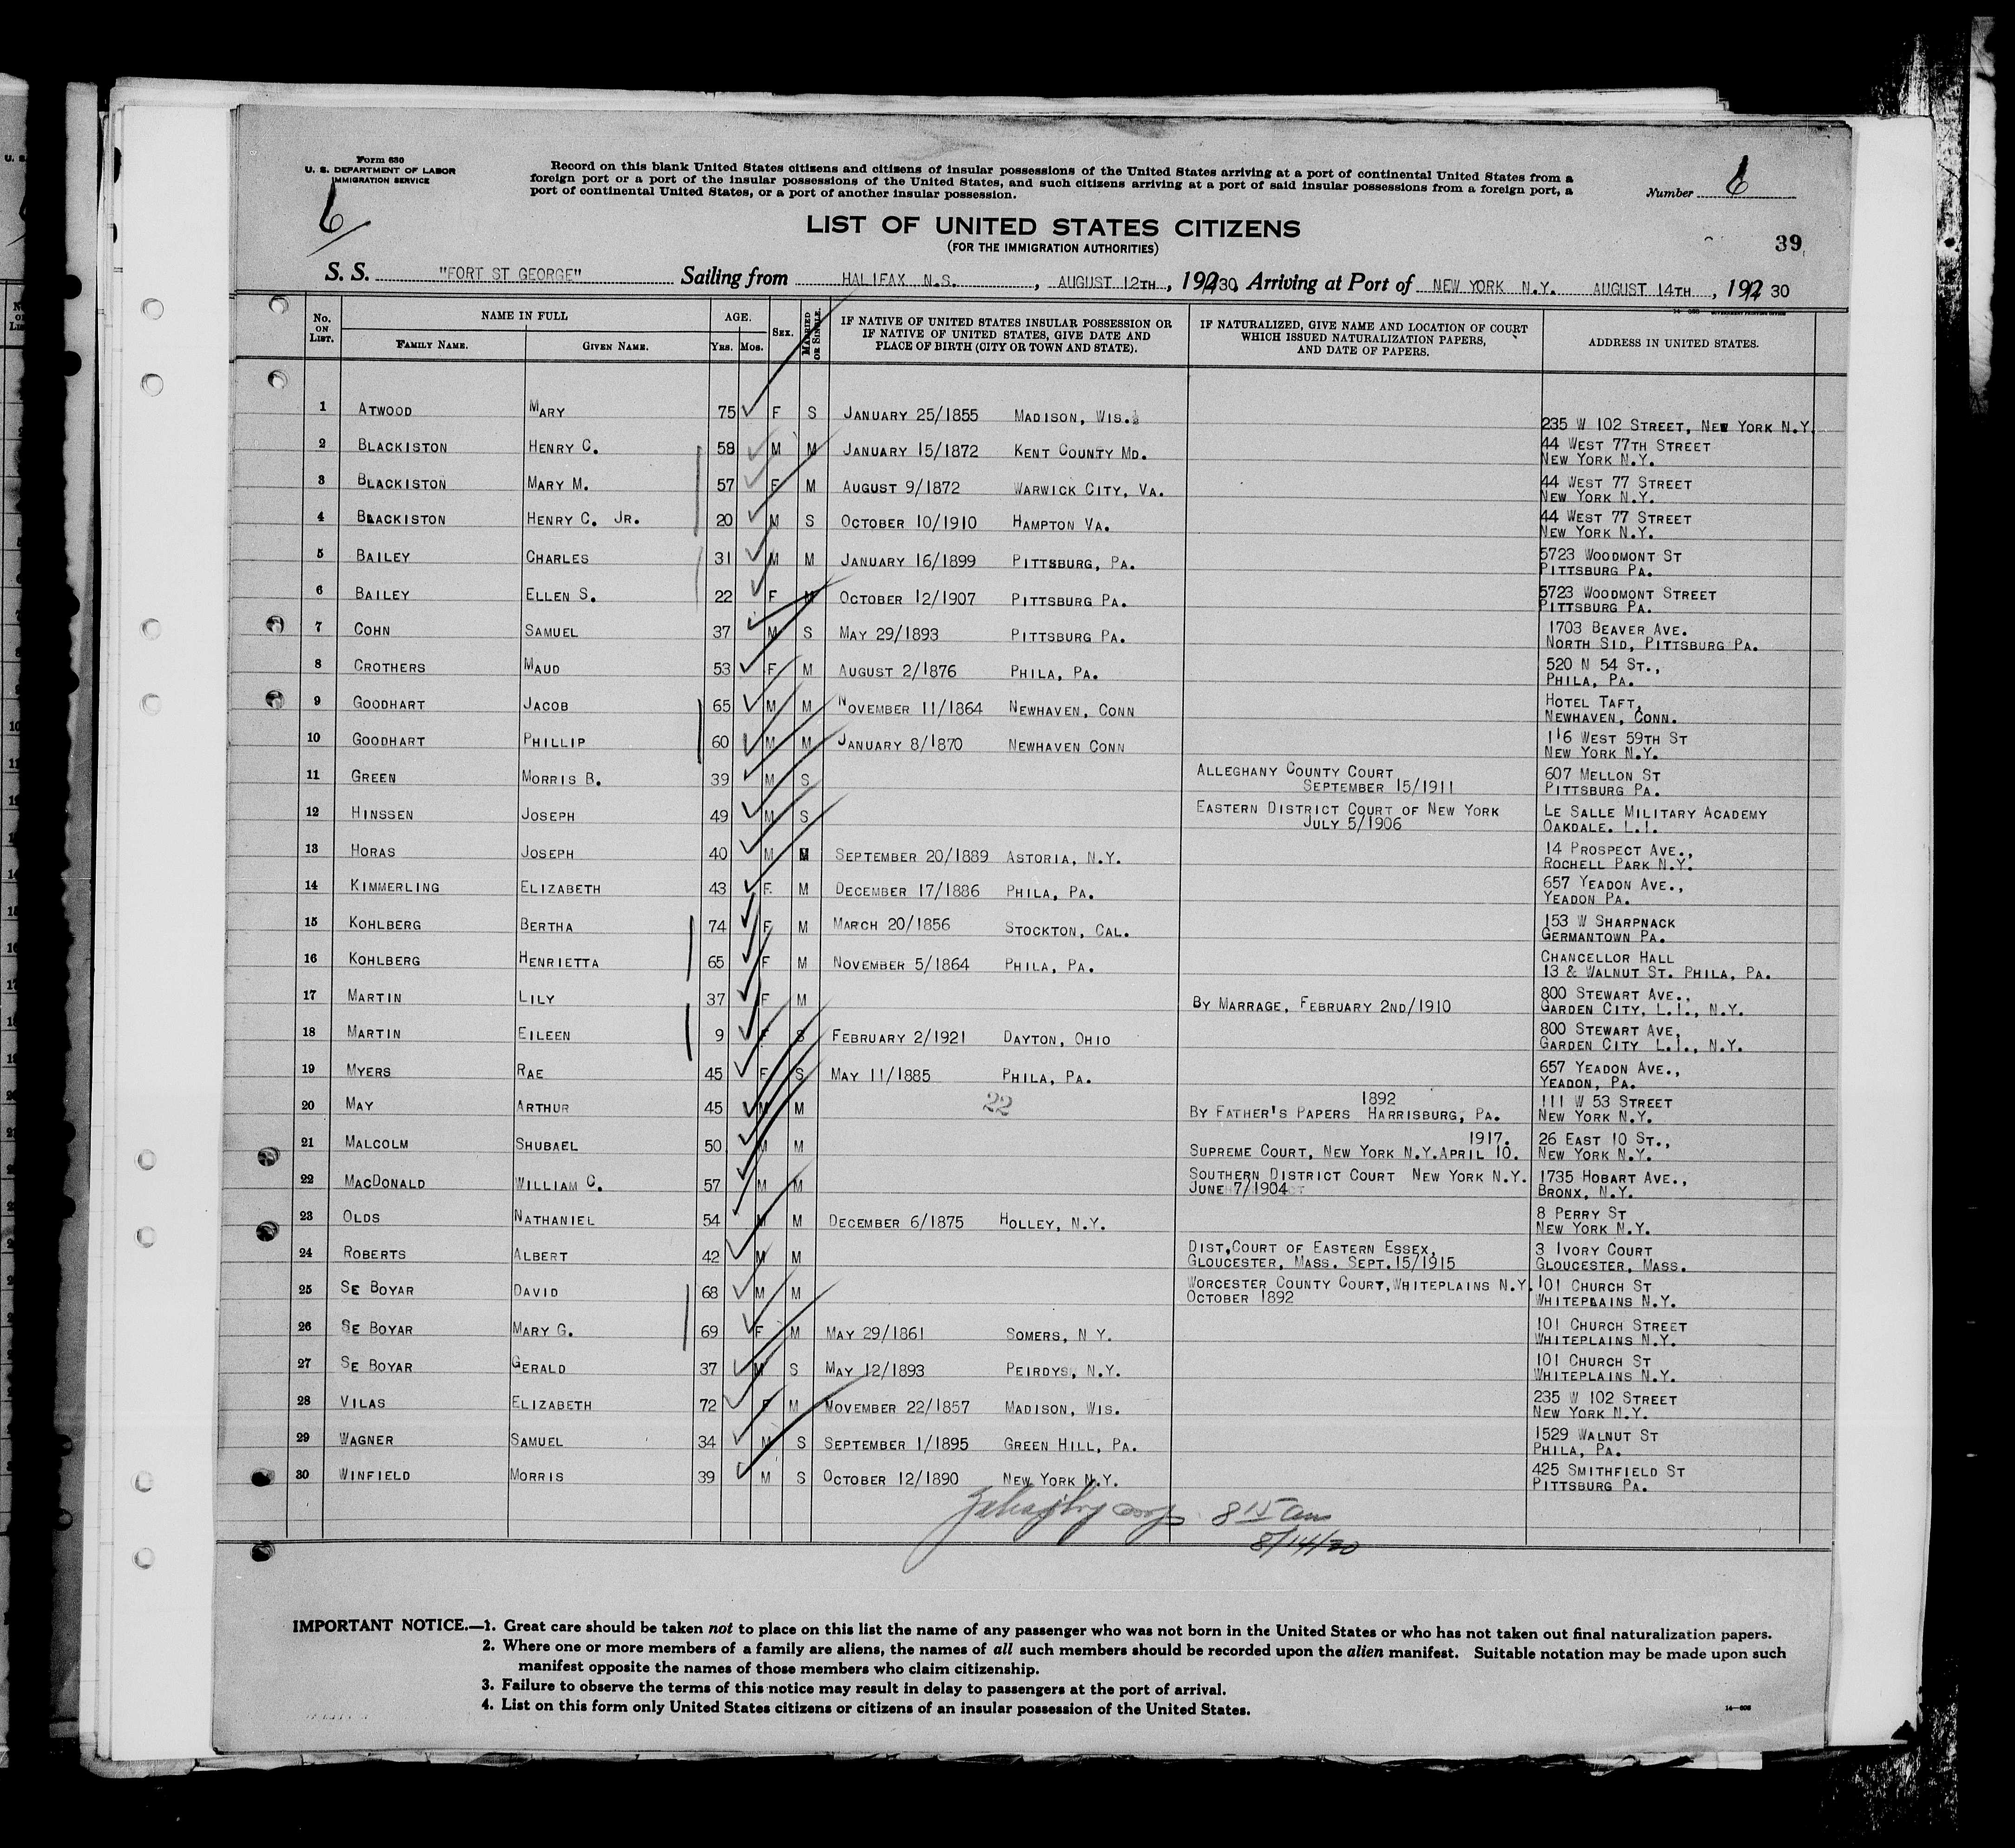 Form 630
U. S. DEPARTMENT OF LABOR
IMMIGRATION SERVICE
6
Record on this blank United States citizens and citizens of insular possessions of the United States arriving at a port of continental United States from a
foreign port or a port of the insular possessions of the United States, and such citizens arriving at a port of said insular possessions from a foreign port, a
port of continental United States, or a port of another insular possession.
Number 6
LIST OF UNITED STATES CITIZENS
(FOR THE IMMIGRATION AUTHORITIES)
39
S. S. "FORT ST GEORGE" Sailing from HALIFAX N.S., AUGUST 12TH, 19230, Arriving at Port of NEW YORK N.Y. AUGUST 14TH, 192 30
No. ON LIST. NAME IN FULL FAMILY NAME. GIVEN NAME. AGE. YRS. MOS. SEX. MARRIED OR SINGLE. IF NATIVE OF UNITED STATES INSULAR POSSESSION OR IF NATIVE OF UNITED STATES, GIVE DATE AND PLACE OF BIRTH (CITY OR TOWN AND STATE). IF NATURALIZED, GIVE NAME AND LOCATION OF COURT WHICH ISSUED NATURALIZATION PAPERS, AND DATE OF PAPERS. ADDRESS IN UNITED STATES.
1 ATWOOD MARY 75 F S JANUARY 25/1855 MADISON, WIS. 235 W 102 STREET, NEW YORK N.Y.
2 BLACKISTON HENRY C. 58 M M JANUARY 15/1872 KENT COUNTY MD. 44 WEST 77TH STREET NEW YORK N.Y.
3 BLACKISTON MARY M. 57 F M AUGUST 9/1872 WARWICK CITY, VA. 44 WEST 77 STREET NEW YORK N.Y.
4 BLACKISTON HENRY C. JR. 20 M S OCTOBER 10/1910 HAMPTON VA. 44 WEST 77 STREET NEW YORK N.Y.
5 BAILEY CHARLES 31 M M JANUARY 16/1899 PITTSBURG, PA. 5723 WOODMONT ST PITTSBURG PA.
6 BAILEY ELLEN S. 22 F M OCTOBER 12/1907 PITTSBURG PA. 5723 WOODMONT STREET PITTSBURG PA.
7 COHN SAMUEL 37 M S MAY 29/1893 PITTSBURG PA. 1703 BEAVER AVE. NORTH SID, PITTSBURG PA.
8 CROTHERS MAUD 53 F M AUGUST 2/1876 PHILA, PA. 520 N 54 ST., PHILA, PA.
9 GOODHART JACOB 65 M M NOVEMBER 11/1864 NEWHAVEN, CONN HOTEL TAFT, NEWHAVEN, CONN.
10 GOODHART PHILLIP 60 M M JANUARY 8/1870 NEWHAVEN CONN 116 WEST 59TH ST NEW YORK N.Y.
11 GREEN MORRIS B. 39 M S ALLEGHANY COUNTY COURT SEPTEMBER 15/1911 607 MELLON ST PITTSBURG PA.
12 HINSSEN JOSEPH 49 M S EASTERN DISTRICT COURT OF NEW YORK JULY 5/1906 LE SALLE MILITARY ACADEMY OAKDALE. L.I.
13 HORAS JOSEPH 40 M M SEPTEMBER 20/1889 ASTORIA, N.Y. 14 PROSPECT AVE., ROCHELL PARK N.Y.
14 KIMMERLING ELIZABETH 43 F. M DECEMBER 17/1886 PHILA, PA. 657 YEADON AVE., YEADON PA.
15 KOHLBERG BERTHA 74 F M MARCH 20/1856 STOCKTON, CAL. 153 W SHARPNACK GERMANTOWN PA.
16 KOHLBERG HENRIETTA 65 F M NOVEMBER 5/1864 PHILA, PA. CHANCELLOR HALL 13 & WALNUT ST. PHILA, PA.
17 MARTIN LILY 37 F M BY MARRAGE, FEBRUARY 2ND/1910 800 STEWART AVE., GARDEN CITY, L.I., N.Y.
18 MARTIN EILEEN 9 F S FEBRUARY 2/1921 DAYTON, OHIO 800 STEWART AVE, GARDEN CITY L.I., N.Y.
19 MYERS RAE 45 F S MAY 11/1885 PHILA, PA. 657 YEADON AVE., YEADON, PA.
20 MAY ARTHUR 45 M M 22 1892 BY FATHER'S PAPERS HARRISBURG, PA. 111 W 53 STREET NEW YORK N.Y.
21 MALCOLM SHUBAEL 50 M M 1917. SUPREME COURT, NEW YORK N.Y. APRIL 10. 26 EAST 10 ST., NEW YORK N.Y.
22 MACDONALD WILLIAM C. 57 M M SOUTHERN DISTRICT COURT NEW YORK N.Y. JUNE 7/1904 1735 HOBART AVE., BRONX, N.Y.
23 OLDS NATHANIEL 54 M M DECEMBER 6/1875 HOLLEY, N.Y. 8 PERRY ST NEW YORK N.Y.
24 ROBERTS ALBERT 42 M M DIST, COURT OF EASTERN ESSEX, GLOUCESTER, MASS. SEPT. 15/1915 3 IVORY COURT GLOUCESTER, MASS.
25 SE BOYAR DAVID 68 M M WORCESTER COUNTY COURT, WHITEPLAINS N.Y. OCTOBER 1892 101 CHURCH ST WHITEPLAINS N.Y.
26 SE BOYAR MARY G. 69 F M MAY 29/1861 SOMERS, N Y. 101 CHURCH STREET WHITEPLAINS N.Y.
27 SE BOYAR GERALD 37 M S MAY 12/1893 PEIRDYS, N.Y. 101 CHURCH ST WHITEPLAINS N.Y.
28 VILAS ELIZABETH 72 F M NOVEMBER 22/1857 MADISON, WIS. 235 W 102 STREET NEW YORK N.Y.
29 WAGNER SAMUEL 34 M S SEPTEMBER 1/1895 GREEN HILL, PA. 1529 WALNUT ST PHILA, PA.
30 WINFIELD MORRIS 39 M S OCTOBER 12/1890 NEW YORK N.Y. 425 SMITHFIELD ST PITTSBURG PA.
8 15 am
8/14/30
IMPORTANT NOTICE.—1. Great care should be taken not to place on this list the name of any passenger who was not born in the United States or who has not taken out final naturalization papers.
2. Where one or more members of a family are aliens, the names of all such members should be recorded upon the alien manifest. Suitable notation may be made upon such
manifest opposite the names of those members who claim citizenship.
3. Failure to observe the terms of this notice may result in delay to passengers at the port of arrival.
4. List on this form only United States citizens or citizens of an insular possession of the United States.